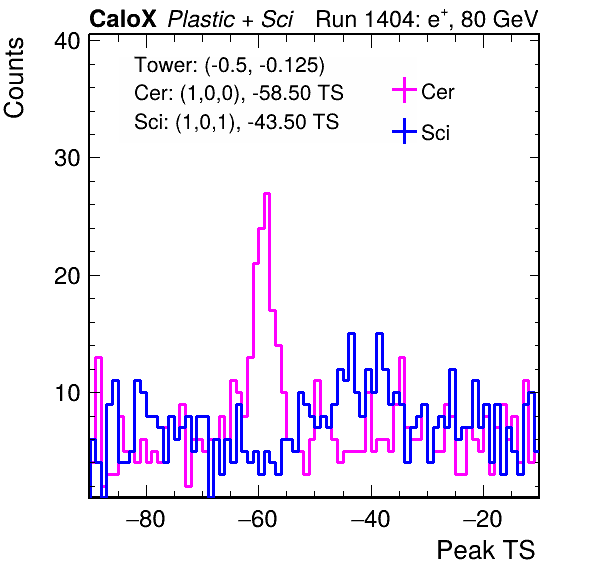 CaloX Plastic + Sci Run 1404: e+, 80 GeV
Counts
40
30
20
10
Tower: (-0.5, -0.125)
Cer: (1,0,0), -58.50 TS
Sci: (1,0,1), -43.50 TS
Cer
Sci
−80 −60 −40 −20
Peak TS